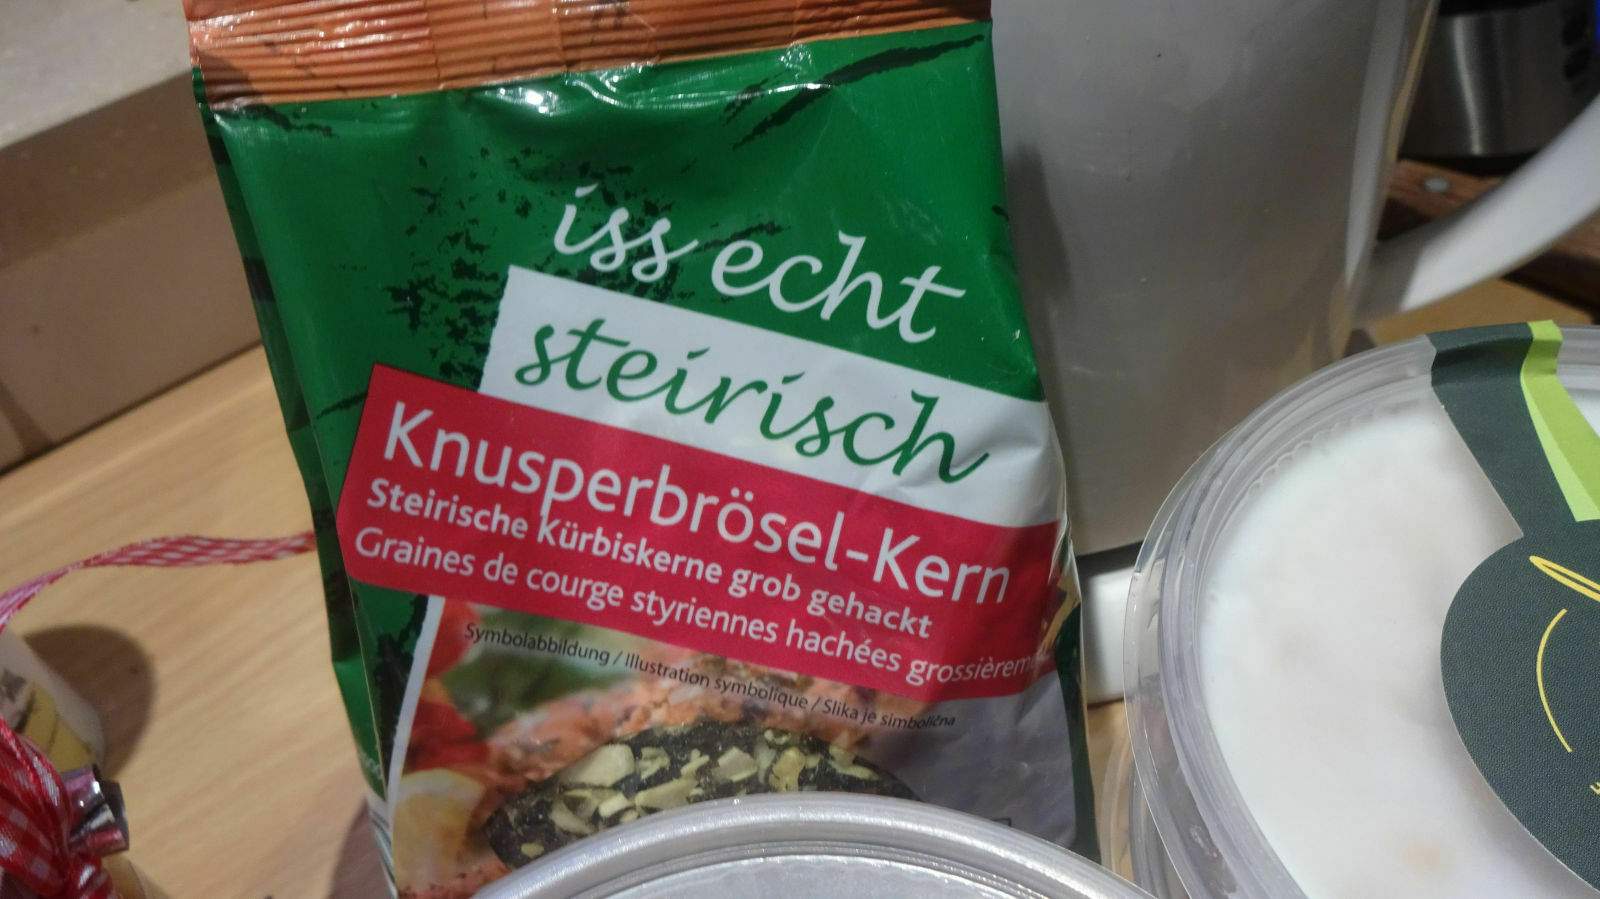 iss echt
steirisch
Knusperbrösel-Kern
Steirische Kürbiskerne grob gehackt
Graines de courge styriennes hachées
Symbolabbildung / Illustration symbolique / Slika je simbolična